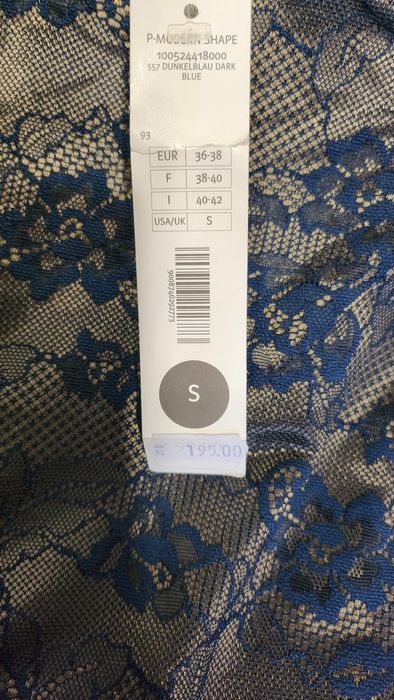 P-MODERN SHAPE
100524418000
557 DUNKELBLAU DARK
BLUE
93
EUR 36-38
F 38-40
I 40-42
USA/UK S
9008746292773
S
195.00